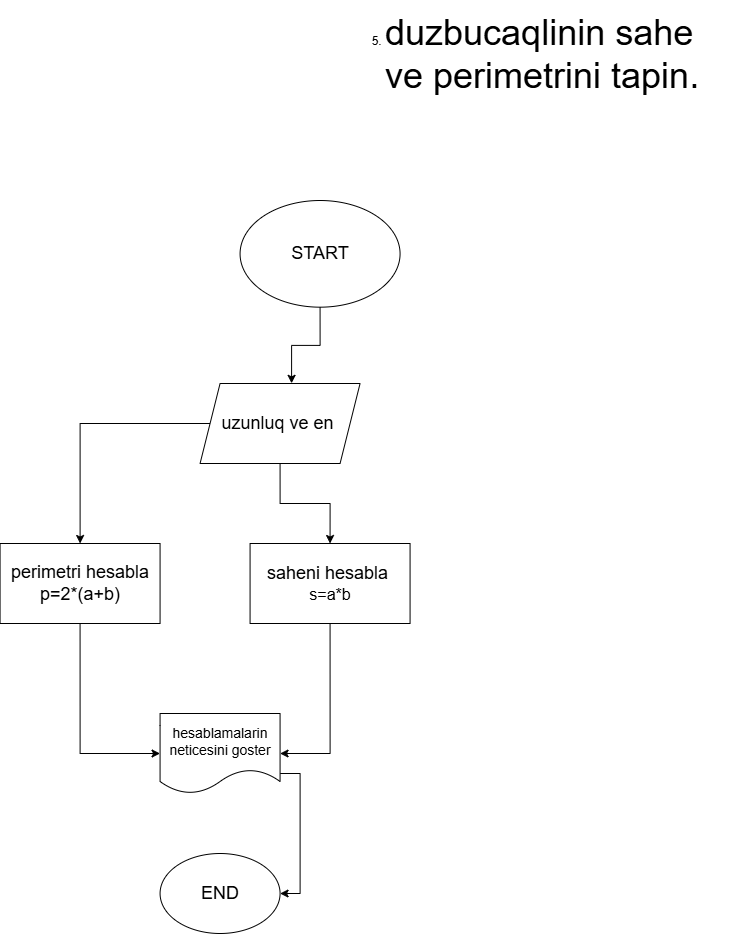 5. duzbucaqlinin sahe
ve perimetrini tapin.
START
uzunluq ve en
perimetri hesabla
p=2*(a+b)
saheni hesabla
s=a*b
hesablamalarin
neticesini goster
END